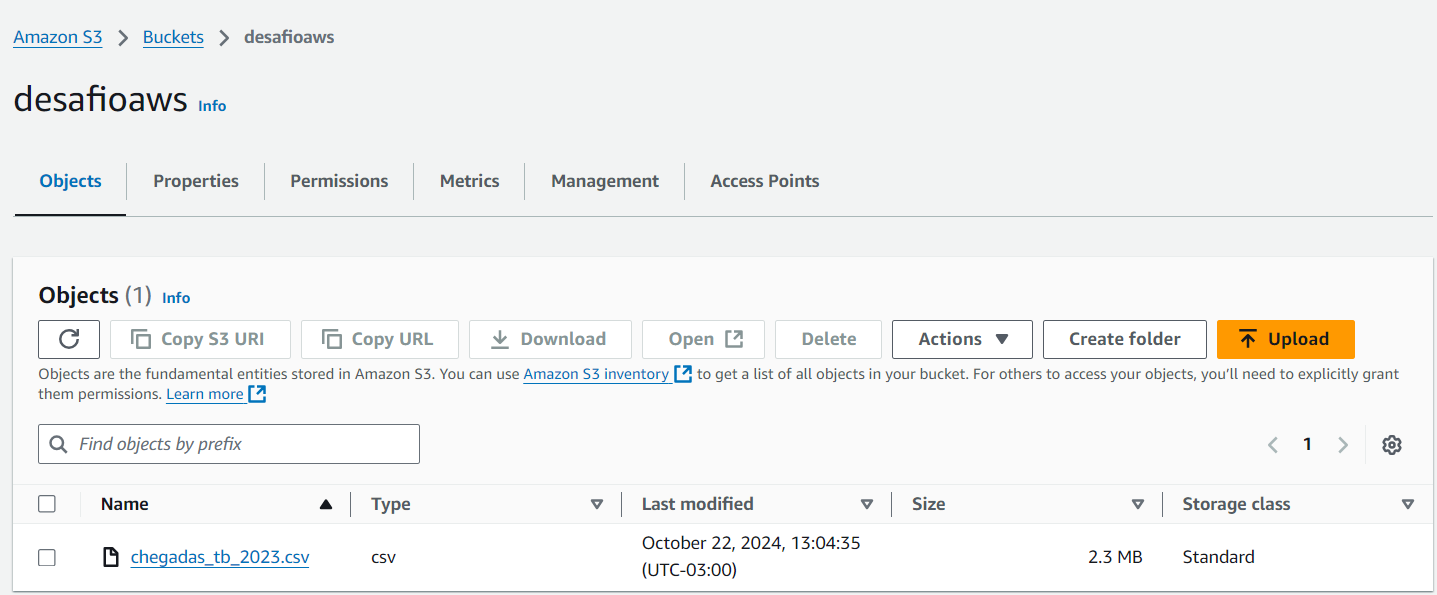 Amazon S3 > Buckets > desafioaws
desafioaws Info
Objects Properties Permissions Metrics Management Access Points
Objects (1) Info
Copy S3 URI Copy URL Download Open Delete Actions Create folder Upload
Objects are the fundamental entities stored in Amazon S3. You can use Amazon S3 inventory to get a list of all objects in your bucket. For others to access your objects, you’ll need to explicitly grant
them permissions. Learn more
Find objects by prefix 1
Name Type Last modified Size Storage class
chegadas_tb_2023.csv csv October 22, 2024, 13:04:35 2.3 MB Standard
(UTC-03:00)